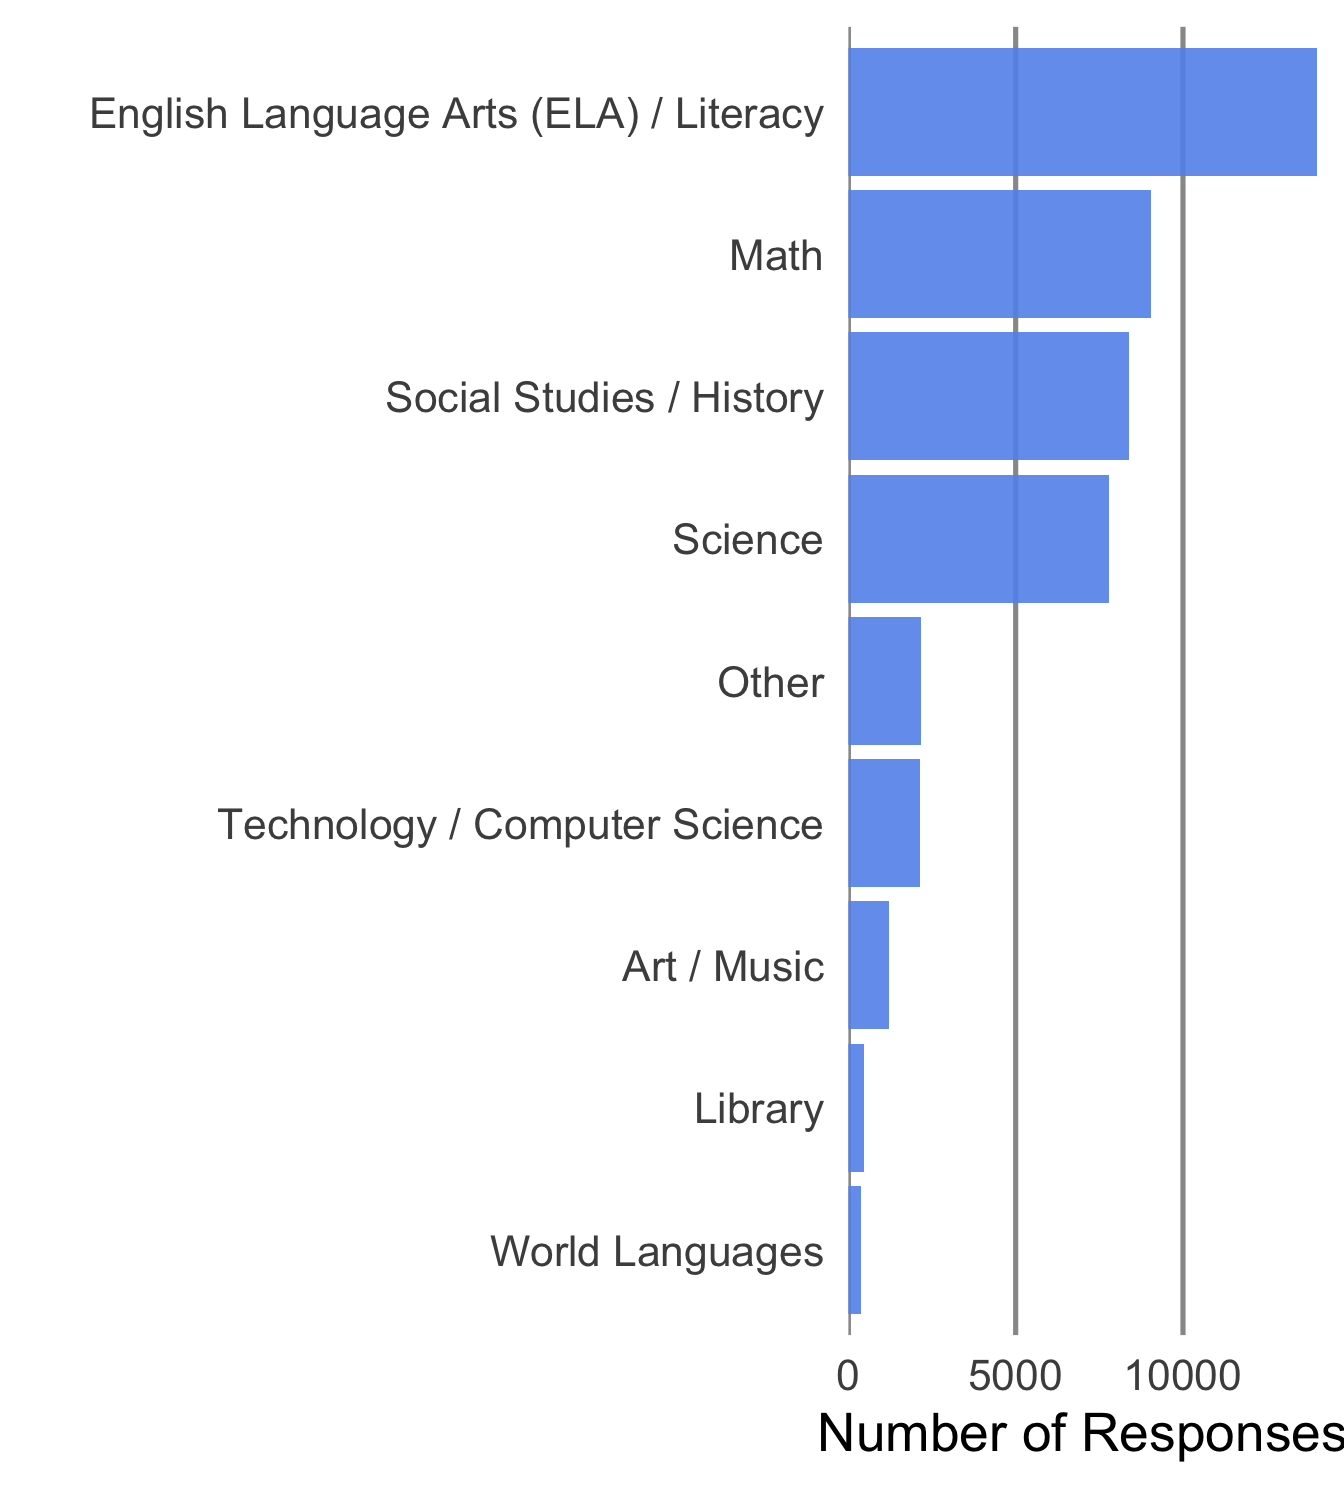 English Language Arts (ELA) / Literacy
Math
Social Studies / History
Science
Other
Technology / Computer Science
Art / Music
Library
World Languages
0 5000 10000
Number of Responses